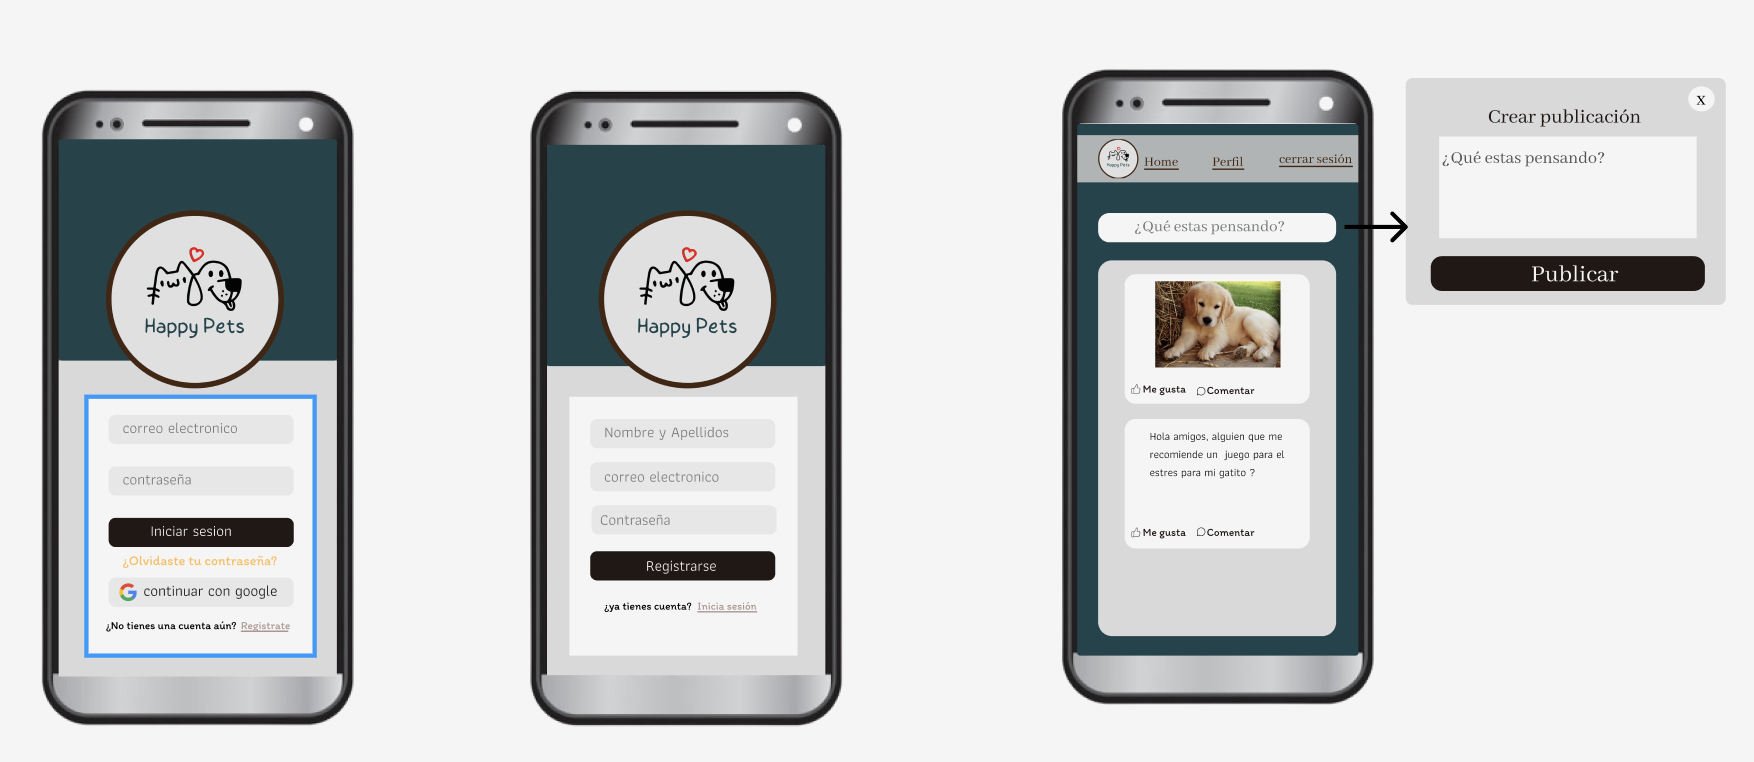 Happy Pets
correo electronico
contraseña
Iniciar sesion
¿Olvidaste tu contraseña?
continuar con google
¿No tienes una cuenta aún? Registrate
Happy Pets
Nombre y Apellidos
correo electronico
Contraseña
Registrarse
¿ya tienes cuenta? Inicia sesión
Happy Pets
Home Perfil cerrar sesión
¿Qué estas pensando?
Me gusta Comentar
Hola amigos, alguien que me
recomiende un juego para el
estres para mi gatito ?
Me gusta Comentar
x
Crear publicación
¿Qué estas pensando?
Publicar